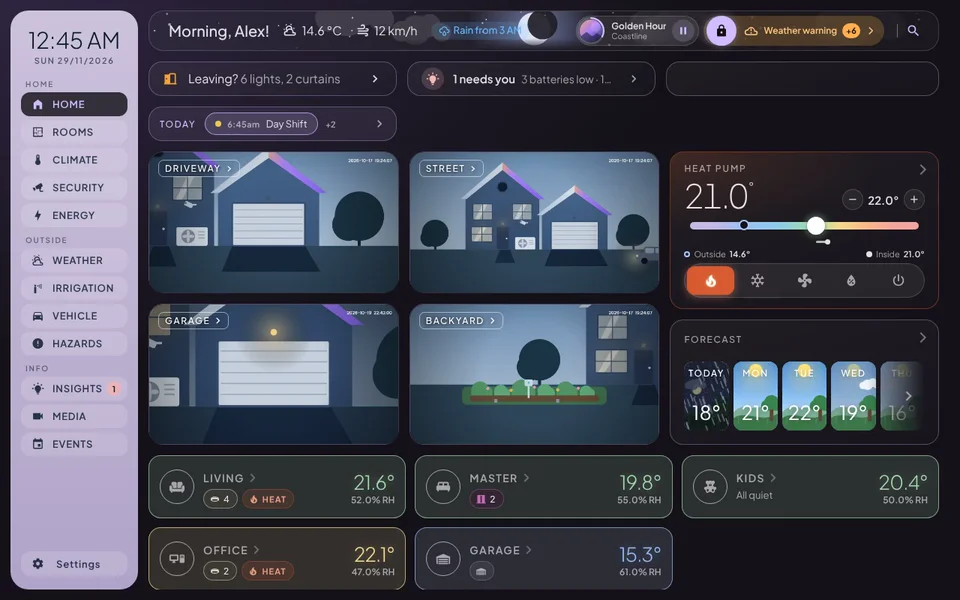 12:45 AM
SUN 29/11/2026
HOME
HOME
ROOMS
CLIMATE
SECURITY
ENERGY
OUTSIDE
WEATHER
IRRIGATION
VEHICLE
HAZARDS
INFO
INSIGHTS 1
MEDIA
EVENTS
Settings
Morning, Alex! 14.6 °C 12 km/h Rain from 3 AM
Golden Hour
Coastline
Weather warning +6
Leaving? 6 lights, 2 curtains
1 needs you 3 batteries low · 1...
TODAY 6:45am Day Shift +2
DRIVEWAY
STREET
GARAGE
BACKYARD
HEAT PUMP
21.0°
22.0°
Outside 14.6° Inside 21.0°
FORECAST
TODAY MON TUE WED THU
18° 21° 22° 19° 16°
LIVING
4 HEAT
21.6°
52.0% RH
MASTER
2
19.8°
55.0% RH
KIDS
All quiet
20.4°
50.0% RH
OFFICE
2 HEAT
22.1°
47.0% RH
GARAGE
15.3°
61.0% RH